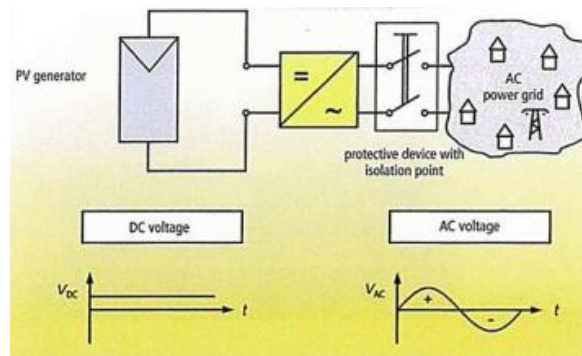 PV generator
=
~
AC
power grid
protective device with
isolation point
DC voltage
AC voltage
VDC
t
VAC
+
-
t